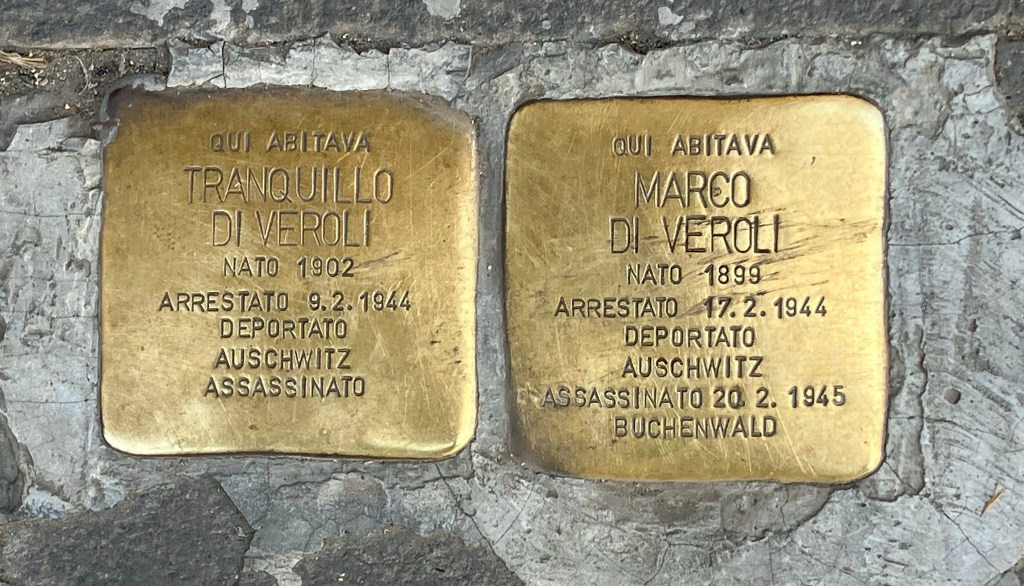 QUI ABITAVA
TRANQUILLO
DI VEROLI
NATO 1902
ARRESTATO 9.2.1944
DEPORTATO
AUSCHWITZ
ASSASSINATO
QUI ABITAVA
MARCO
DI VEROLI
NATO 1899
ARRESTATO 17.2.1944
DEPORTATO
AUSCHWITZ
ASSASSINATO 20.2.1945
BUCHENWALD